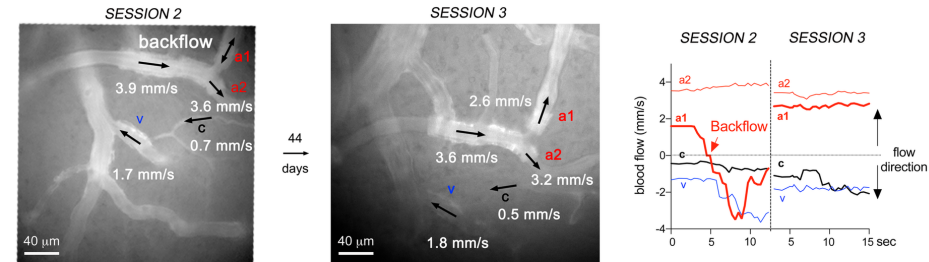 SESSION 2
backflow
a1
a2
3.9 mm/s
3.6 mm/s
v
c
0.7 mm/s
1.7 mm/s
40 µm
44
days
SESSION 3
2.6 mm/s
a1
3.6 mm/s
a2
3.2 mm/s
v
c
0.5 mm/s
1.8 mm/s
40 µm
SESSION 2
SESSION 3
blood flow (mm/s)
4
2
0
-2
-4
a2
a1
Backflow
c
v
a2
a1
c
v
flow
direction
0
5
10
5
10
15
sec